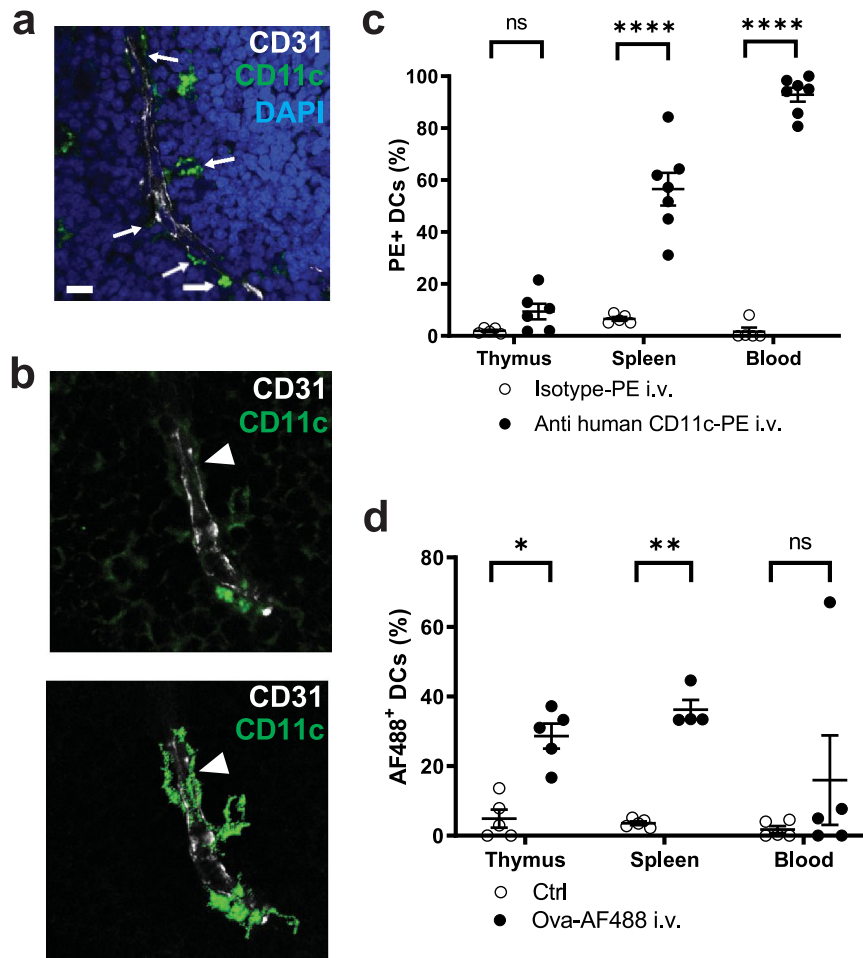 a
CD31
CD11c
DAPI
b
CD31
CD11c
CD31
CD11c
c
ns
****
****
PE+ DCs (%)
100
80
60
40
20
0
Thymus
Spleen
Blood
Isotype-PE i.v.
Anti human CD11c-PE i.v.
d
*
**
ns
AF488+ DCs (%)
80
60
40
20
0
Thymus
Spleen
Blood
Ctrl
Ova-AF488 i.v.